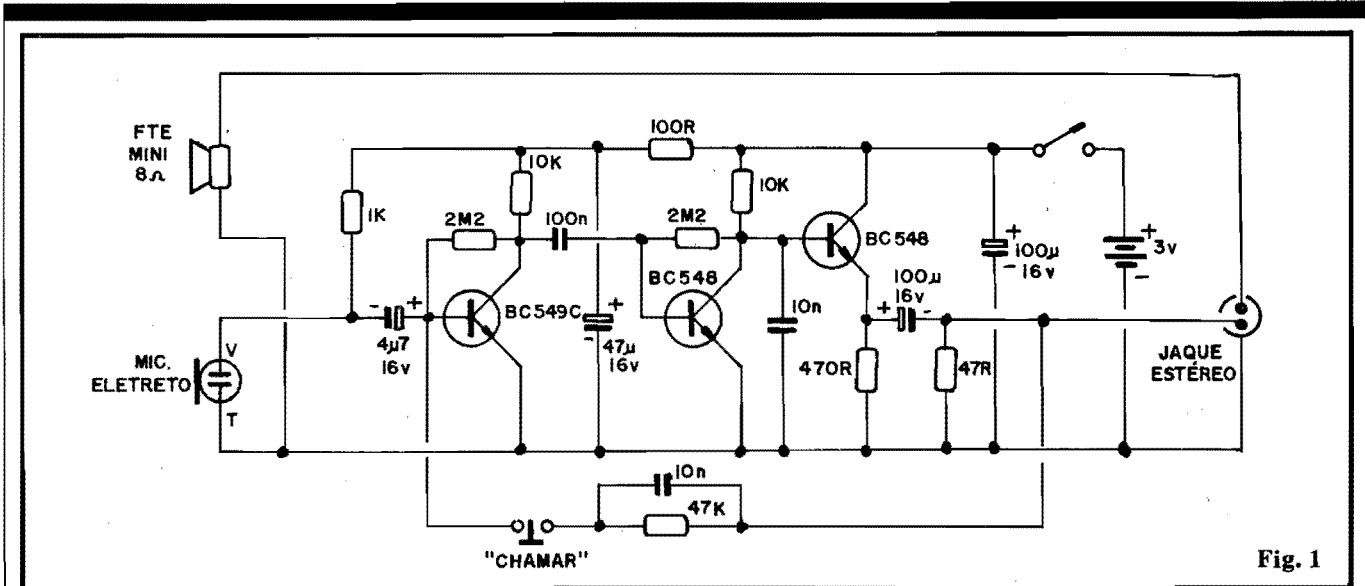 FTE
MINI
8Ω
1K
2M2
10K
100n
100R
2M2
10K
BC548
BC548
BC549C
- +
4µ7
16v
+
-
47µ
16v
10n
+ -
100µ
16v
470R
47R
+
-
100µ
16v
+
-
3v
JAQUE
ESTÉREO
MIC.
ELETRETO
V
T
10n
47K
"CHAMAR"
Fig. 1